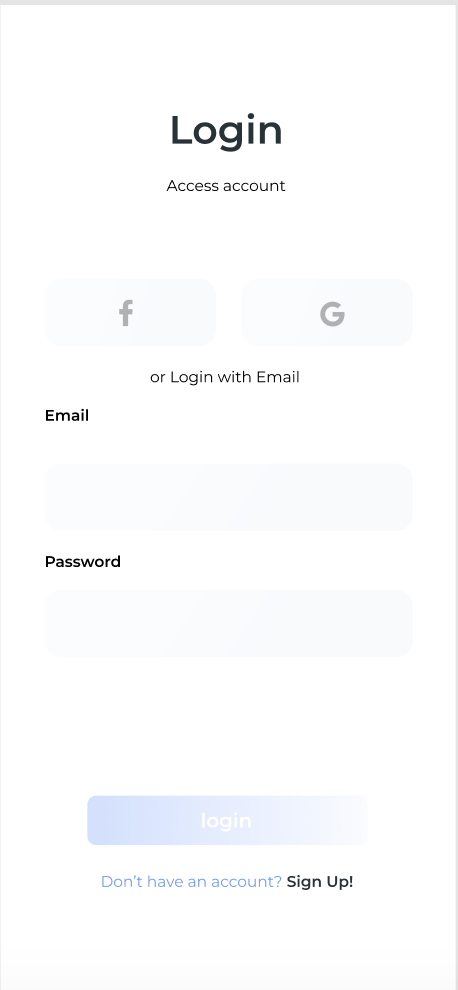 Login
Access account
or Login with Email
Email
Password
login
Don't have an account? Sign Up!